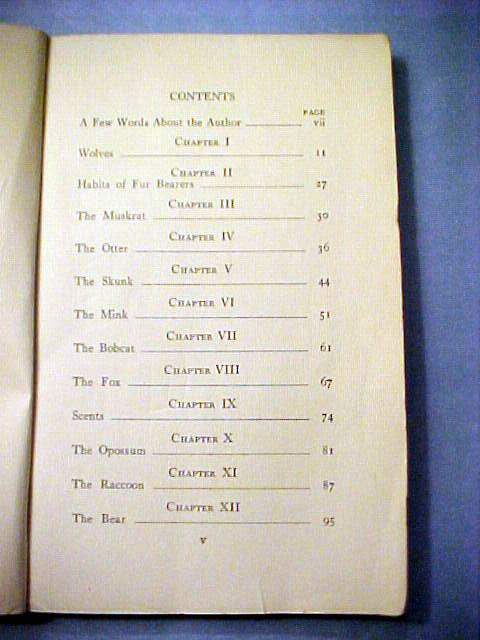 CONTENTS
PAGE
A Few Words About the Author vii
Chapter I
Wolves 11
Chapter II
Habits of Fur Bearers 27
Chapter III
The Muskrat 30
Chapter IV
The Otter 36
Chapter V
The Skunk 44
Chapter VI
The Mink 51
Chapter VII
The Bobcat 61
Chapter VIII
The Fox 67
Chapter IX
Scents 74
Chapter X
The Opossum 81
Chapter XI
The Raccoon 87
Chapter XII
The Bear 95
v